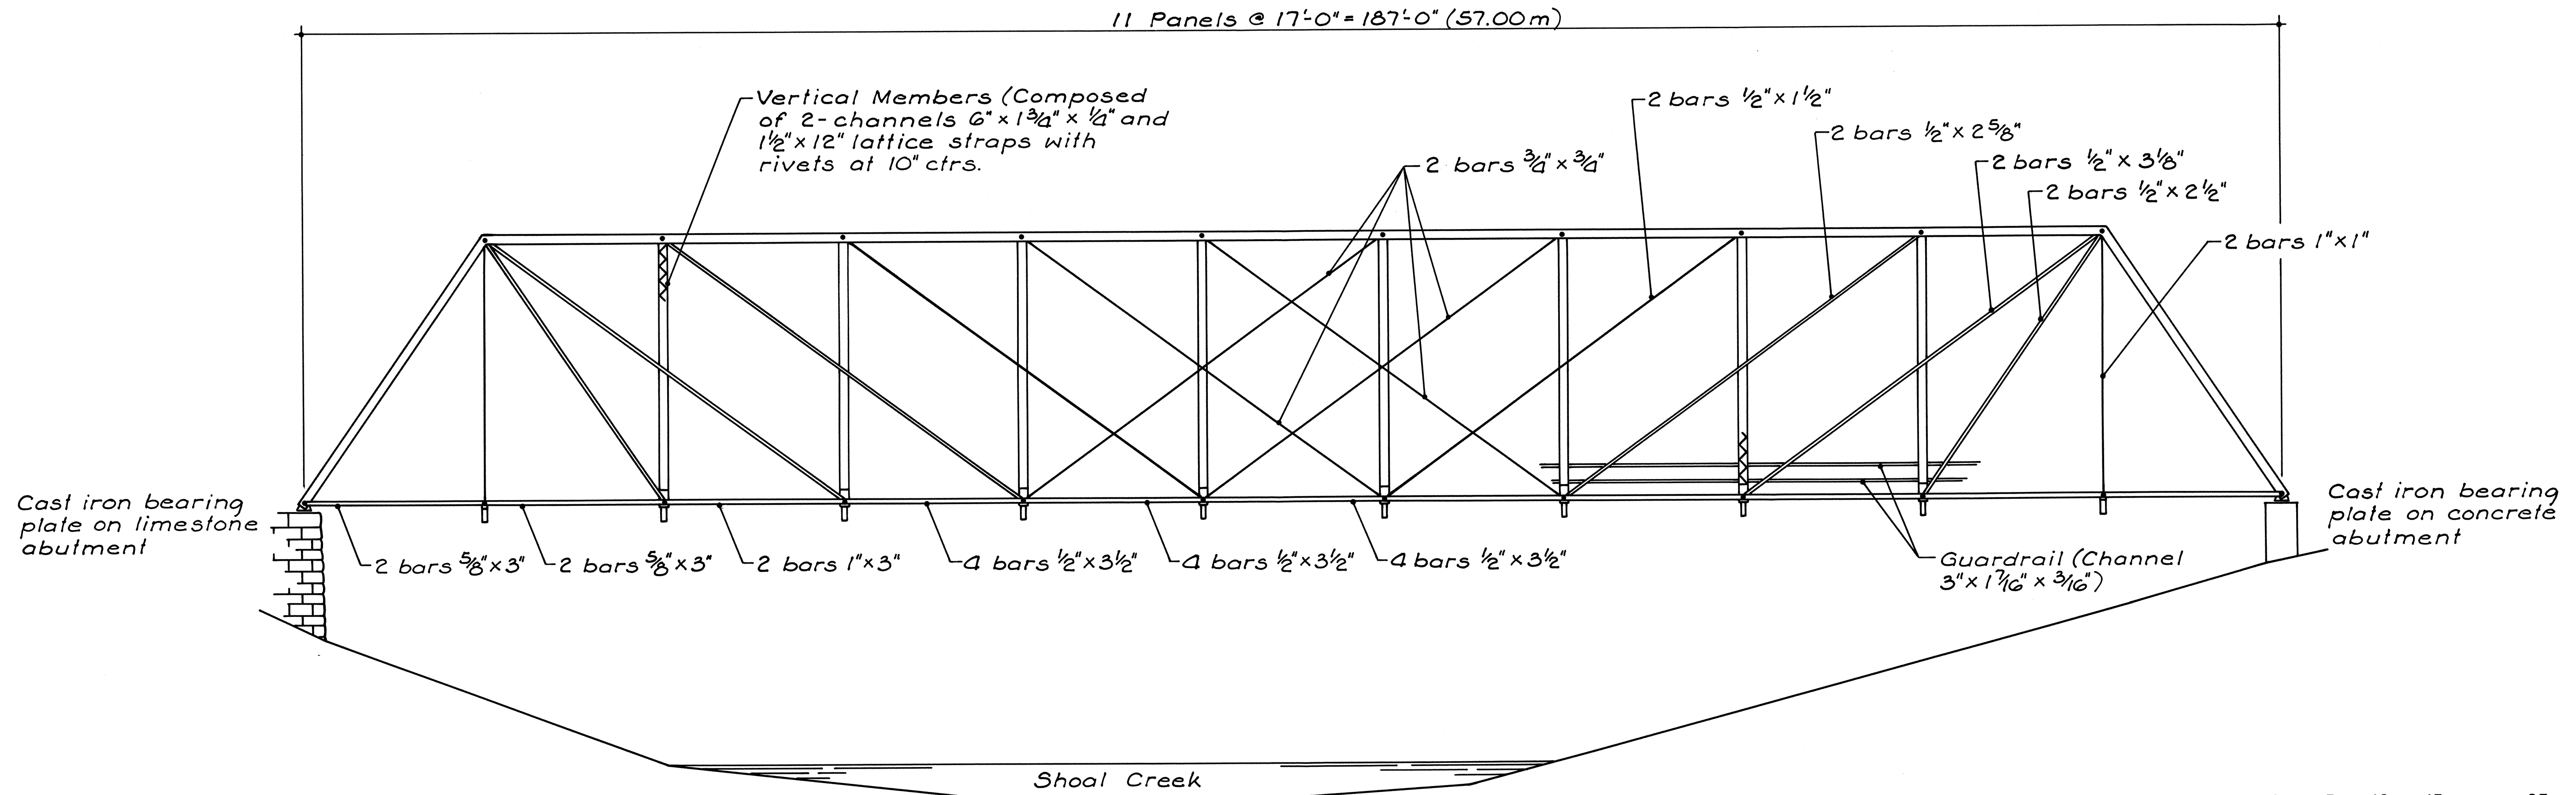 11 Panels @ 17'-0" = 187'-0" (57.00m)
Vertical Members (Composed
of 2-channels 6" x 1 3/4" x 1/4" and
1 1/2" x 12" lattice straps with
rivets at 10" ctrs.
2 bars 3/4" x 3/4"
2 bars 1/2" x 1 1/2"
2 bars 1/2" x 2 5/8"
2 bars 1/2" x 3 1/8"
2 bars 1/2" x 2 1/2"
2 bars 1" x 1"
Cast iron bearing
plate on limestone
abutment
2 bars 5/8" x 3"
2 bars 5/8" x 3"
2 bars 1" x 3"
4 bars 1/2" x 3 1/2"
4 bars 1/2" x 3 1/2"
4 bars 1/2" x 3 1/2"
Guardrail (Channel
3" x 1 7/16" x 3/16")
Cast iron bearing
plate on concrete
abutment
Shoal Creek